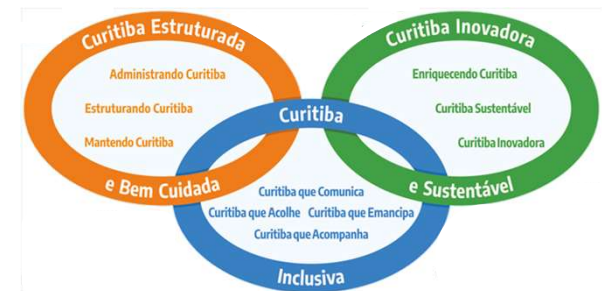 Curitiba Estruturada
Administrando Curitiba
Estruturando Curitiba
Mantendo Curitiba
e Bem Cuidada
Curitiba Inovadora
Enriquecendo Curitiba
Curitiba Sustentável
Curitiba Inovadora
e Sustentável
Curitiba
Curitiba que Comunica
Curitiba que Acolhe Curitiba que Emancipa
Curitiba que Acompanha
Inclusiva